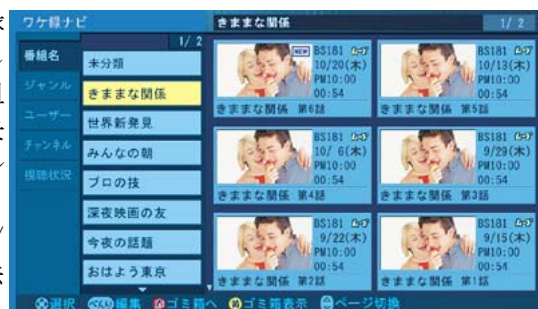 ワケ録ナビ
きままな関係 1/ 2
1/ 2
番組名
ジャンル
ユーザー
チャンネル
視聴状況
未分類
きままな関係
世界新発見
みんなの朝
プロの技
深夜映画の友
今夜の話題
おはよう東京
NEW BS181
10/20(木)
PM10:00
00:54
きままな関係 第6話
BS181
10/13(木)
PM10:00
00:54
きままな関係 第5話
BS181
10/ 6(木)
PM10:00
00:54
きままな関係 第4話
BS181
9/29(木)
PM10:00
00:54
きままな関係 第3話
BS181
9/22(木)
PM10:00
00:54
きままな関係 第2話
BS181
9/15(木)
PM10:00
00:54
きままな関係 第1話
選択 編集 ゴミ箱へ 黄 ゴミ箱表示 ページ切換